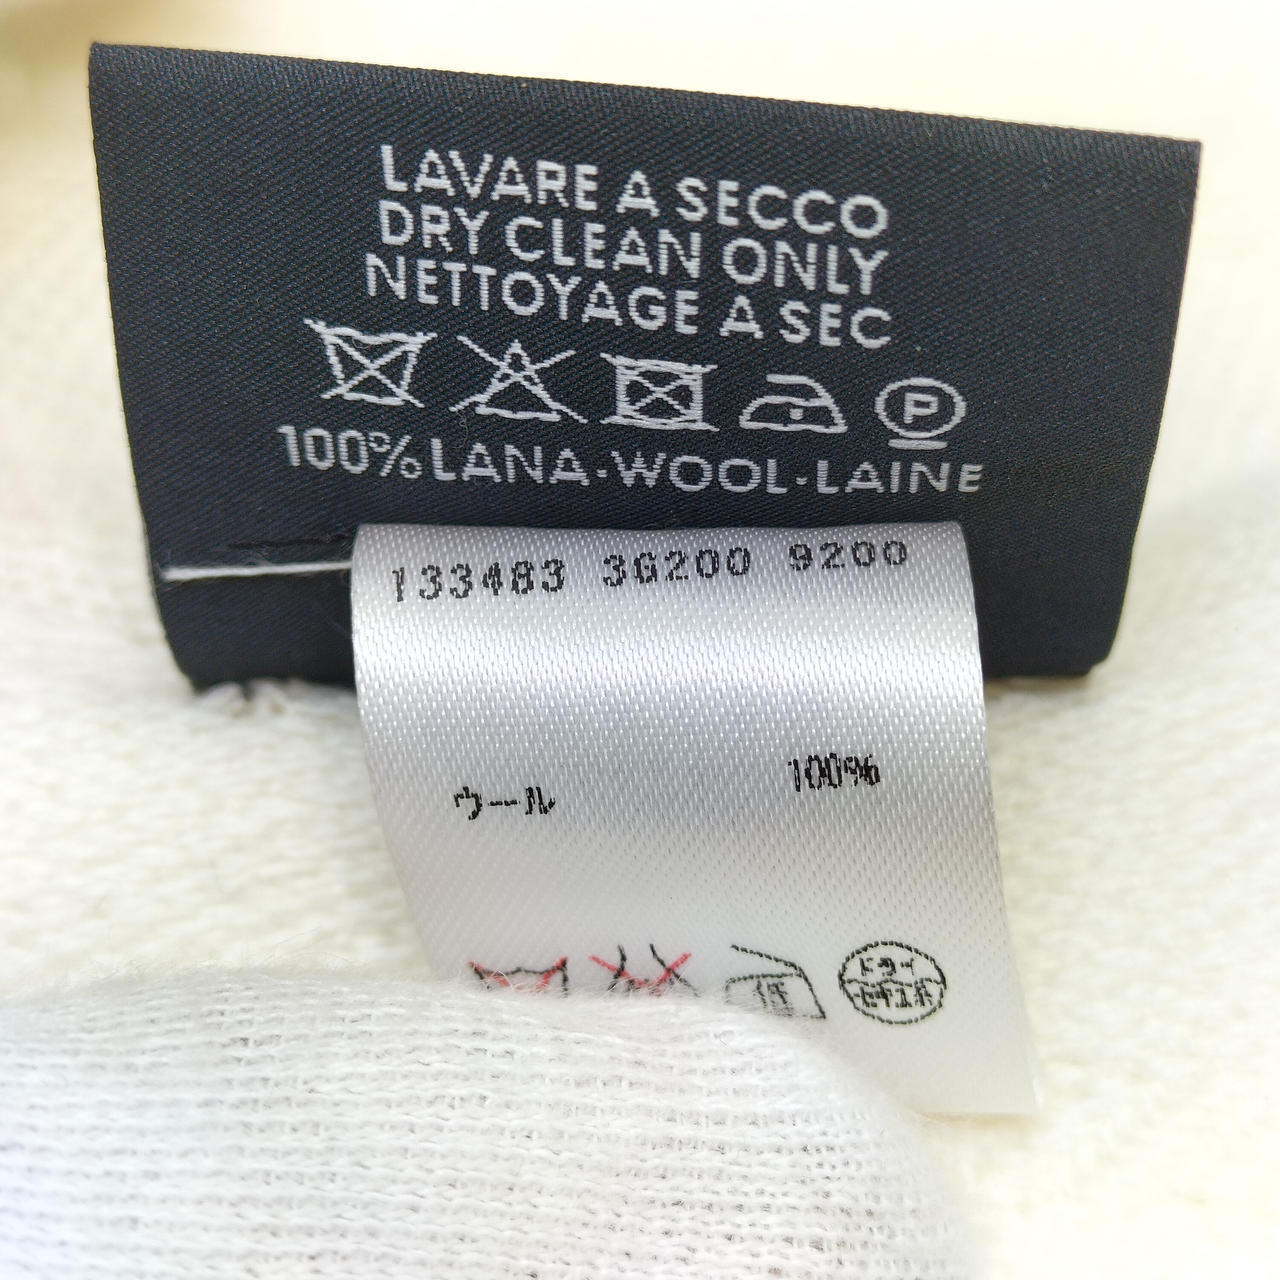 LAVARE A SECCO
DRY CLEAN ONLY
NETTOYAGE A SEC
P
100% LANA·WOOL·LAINE
133483 3G200 9200
ウール 100%
ドライ